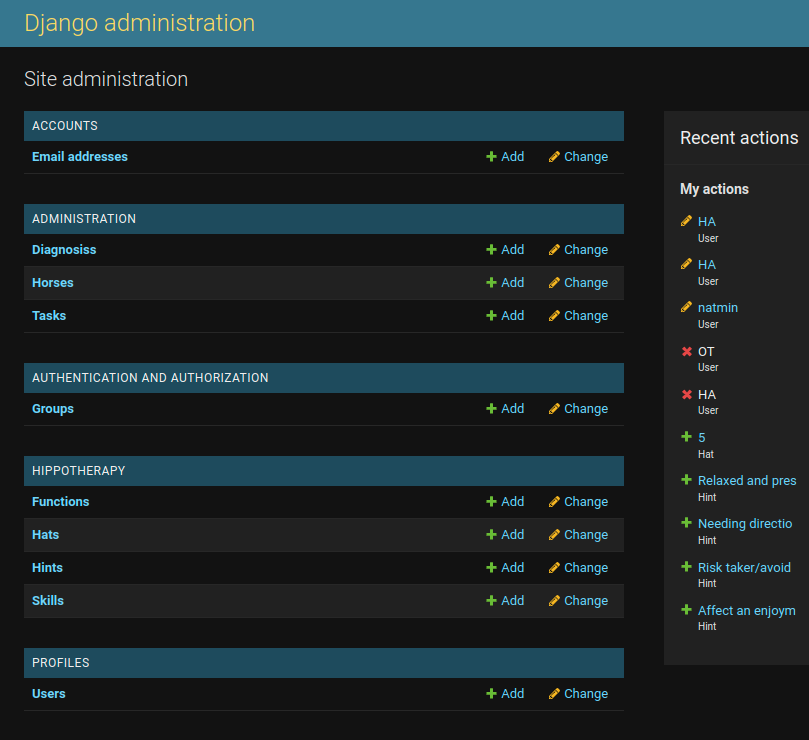 Django administration
Site administration
ACCOUNTS
Email addresses Add Change
ADMINISTRATION
Diagnosiss Add Change
Horses Add Change
Tasks Add Change
AUTHENTICATION AND AUTHORIZATION
Groups Add Change
HIPPOTHERAPY
Functions Add Change
Hats Add Change
Hints Add Change
Skills Add Change
PROFILES
Users Add Change
Recent actions
My actions
HA
User
HA
User
natmin
User
OT
User
HA
User
5
Hat
Relaxed and pres
Hint
Needing directio
Hint
Risk taker/avoid
Hint
Affect an enjoym
Hint